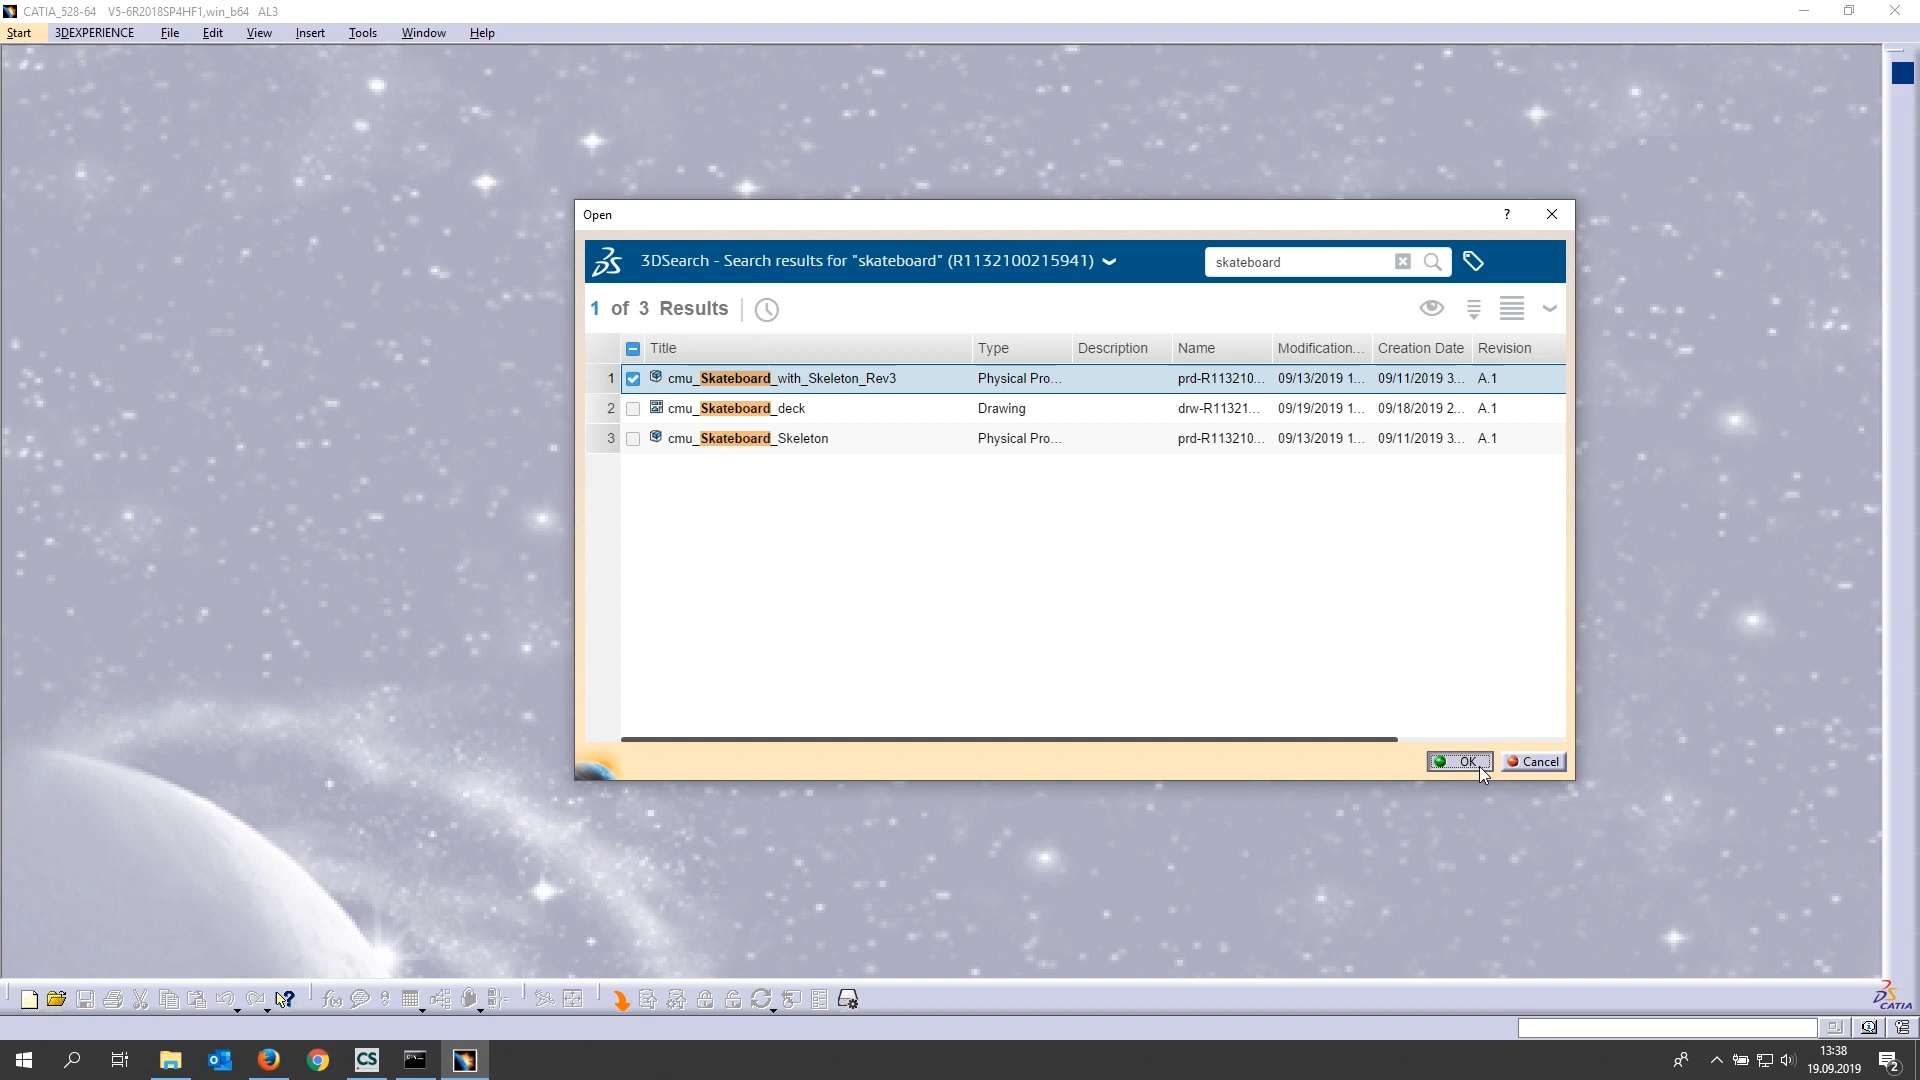 CATIA_528-64   V5-6R2018SP4HF1,win_b64   AL3
Start 3DEXPERIENCE File Edit View Insert Tools Window Help
Open ?
3DSearch - Search results for "skateboard" (R1132100215941) skateboard
1 of 3 Results
Title Type Description Name Modification... Creation Date Revision
1 cmu_Skateboard_with_Skeleton_Rev3 Physical Pro... prd-R113210... 09/13/2019 1... 09/11/2019 3... A.1
2 cmu_Skateboard_deck Drawing drw-R11321... 09/19/2019 1... 09/18/2019 2... A.1
3 cmu_Skateboard_Skeleton Physical Pro... prd-R113210... 09/13/2019 1... 09/11/2019 3... A.1
OK Cancel
CATIA
CS
13:38
19.09.2019
2